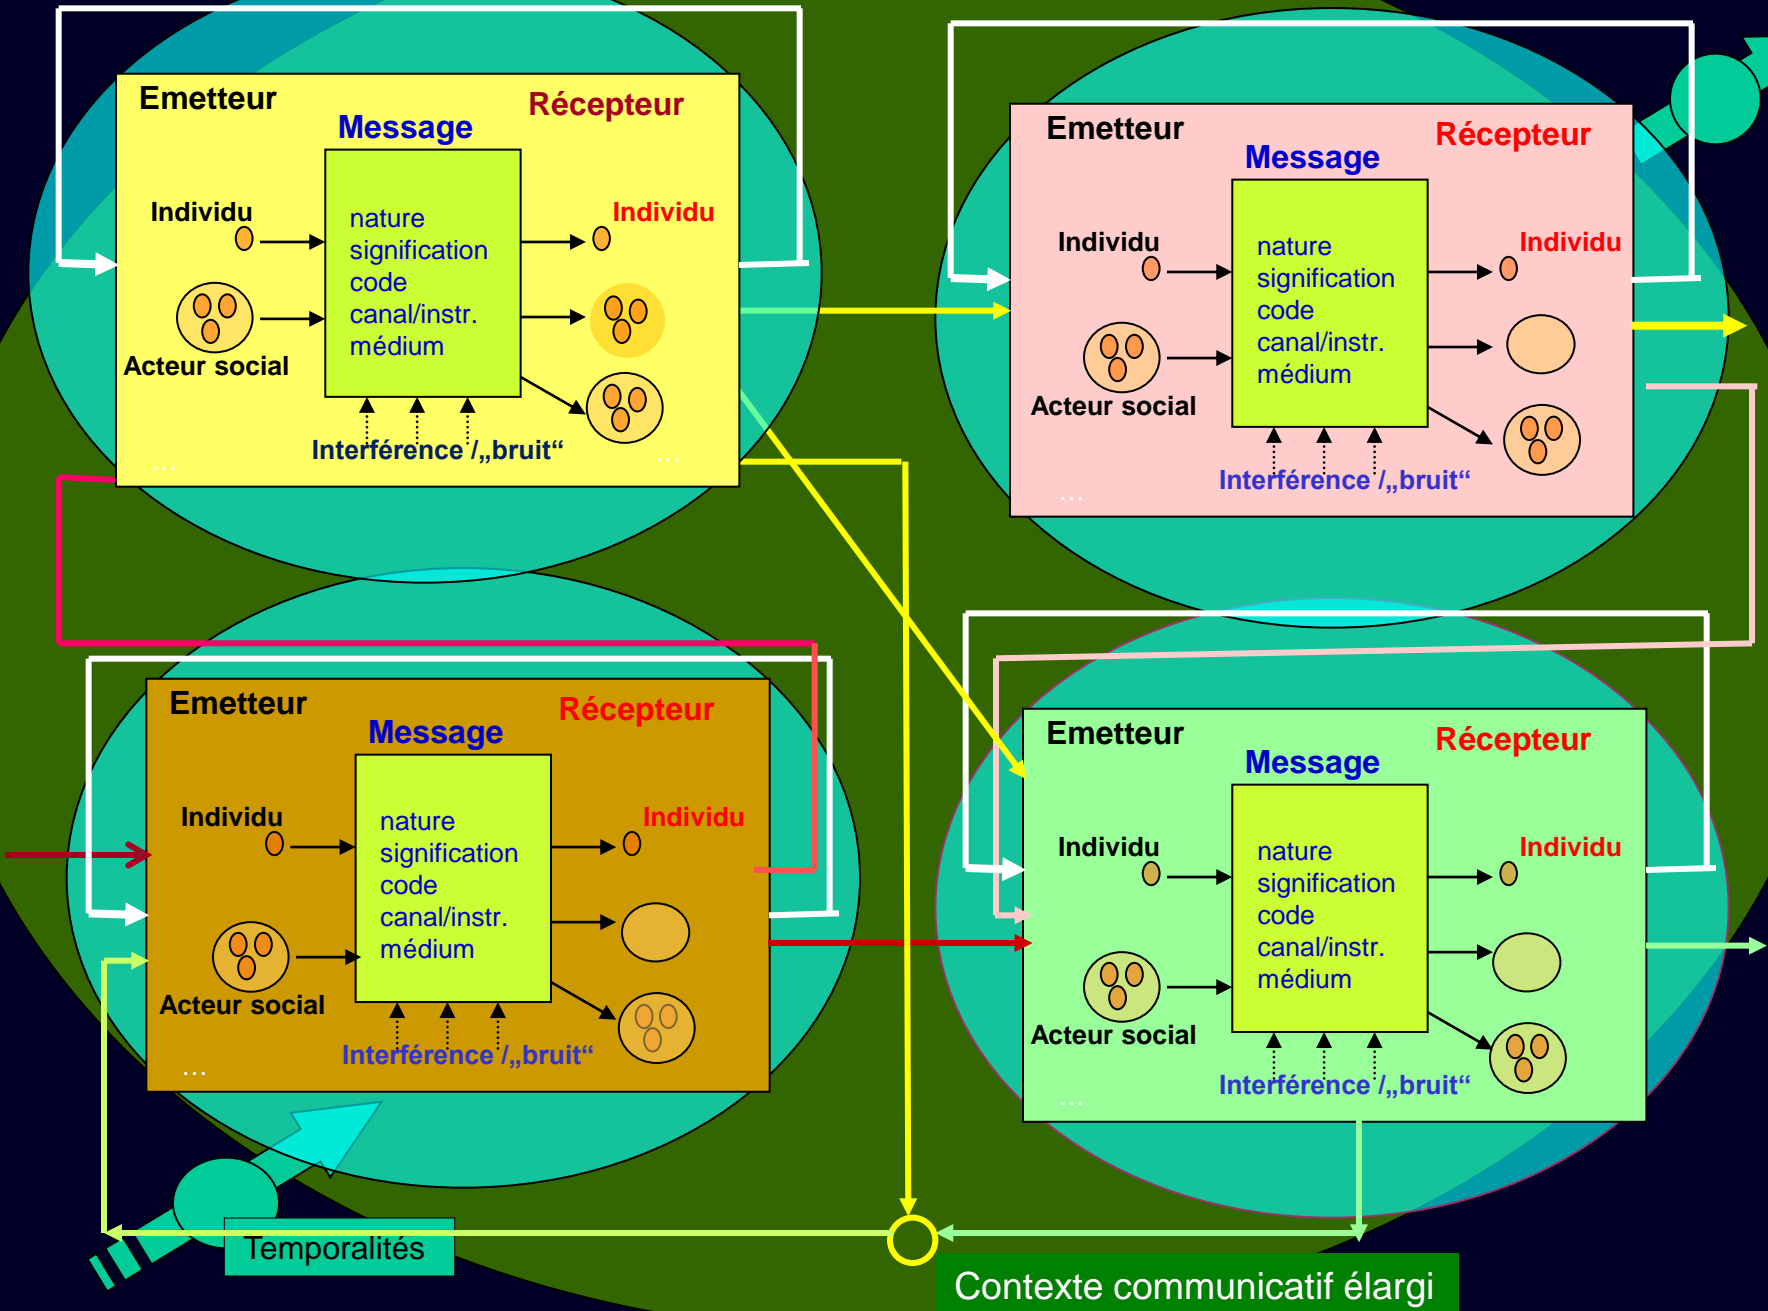 Emetteur
Récepteur
Message
Individu
nature
signification
code
canal/instr.
médium
Individu
Acteur social
Interférence /„bruit“
…
…
Emetteur
Récepteur
Message
Individu
nature
signification
code
canal/instr.
médium
Individu
Acteur social
Interférence /„bruit“
…
Emetteur
Récepteur
Message
Individu
nature
signification
code
canal/instr.
médium
Individu
Acteur social
Interférence /„bruit“
…
Emetteur
Récepteur
Message
Individu
nature
signification
code
canal/instr.
médium
Individu
Acteur social
Interférence /„bruit“
…
Temporalités
Contexte communicatif élargi